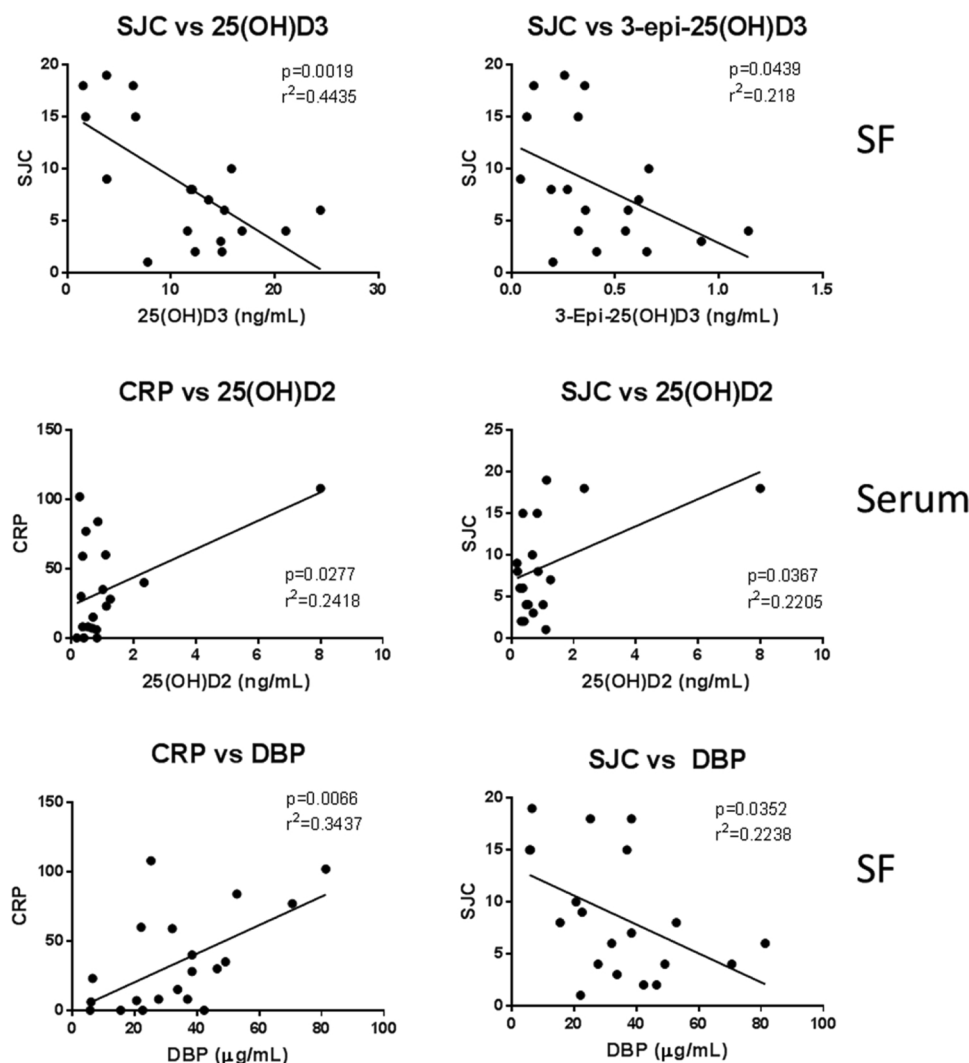 SJC vs 25(OH)D3
20
15
10
5
0
SJC
p=0.0019
r²=0.4435
0 10 20 30
25(OH)D3 (ng/mL)
SJC vs 3-epi-25(OH)D3
20
15
10
5
0
SJC
p=0.0439
r²=0.218
0.0 0.5 1.0 1.5
3-Epi-25(OH)D3 (ng/mL)
SF
CRP vs 25(OH)D2
150
100
50
0
CRP
p=0.0277
r²=0.2418
0 2 4 6 8 10
25(OH)D2 (ng/mL)
SJC vs 25(OH)D2
25
20
15
10
5
0
SJC
p=0.0367
r²=0.2205
0 2 4 6 8 10
25(OH)D2 (ng/mL)
Serum
CRP vs DBP
150
100
50
0
CRP
p=0.0066
r²=0.3437
0 20 40 60 80 100
DBP (μg/mL)
SJC vs DBP
20
15
10
5
0
SJC
p=0.0352
r²=0.2238
0 20 40 60 80 100
DBP (μg/mL)
SF